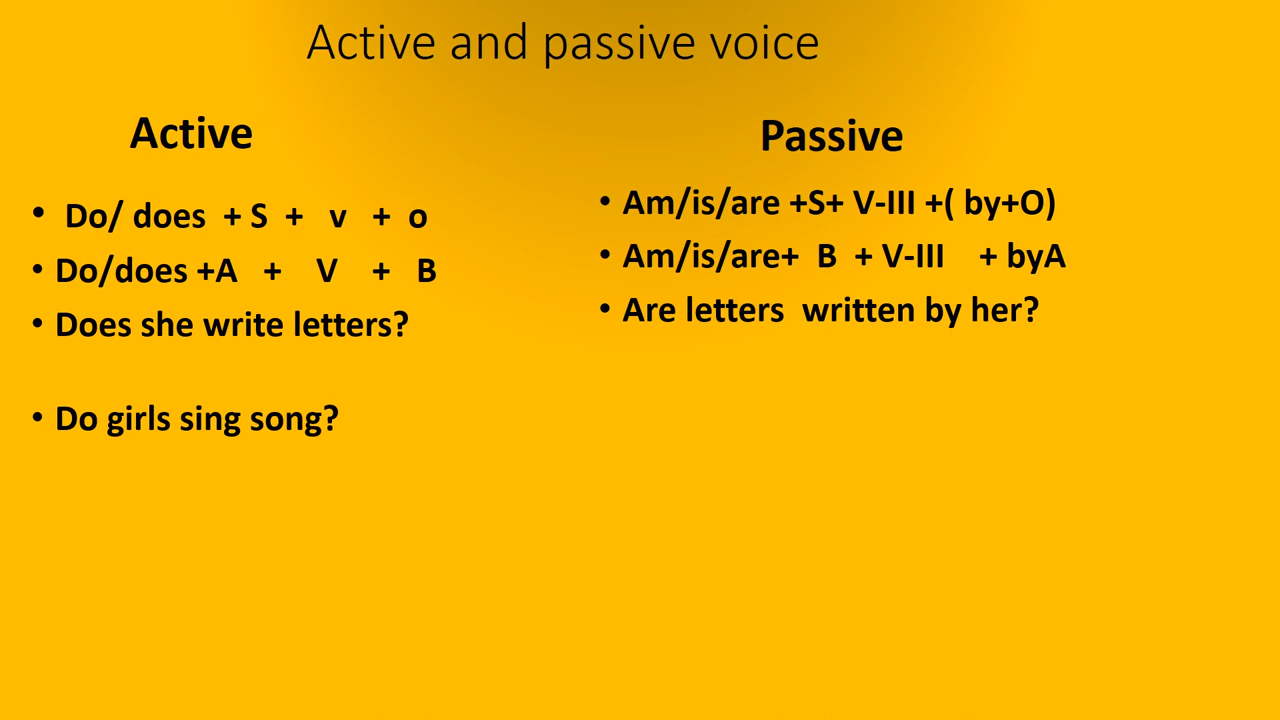 Active and passive voice
Active
• Do/ does + S + v + o
• Do/does +A + V + B
• Does she write letters?
• Do girls sing song?
Passive
• Am/is/are +S+ V-III +( by+O)
• Am/is/are+ B + V-III + byA
• Are letters written by her?